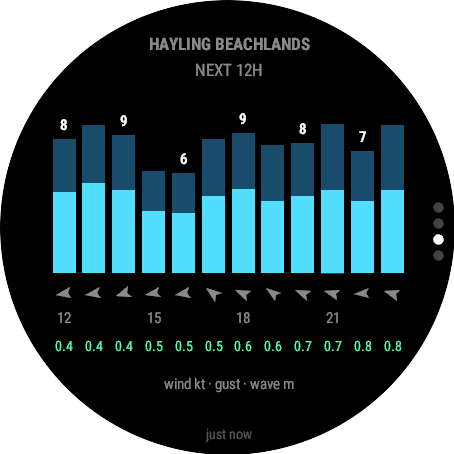 HAYLING BEACHLANDS
NEXT 12H
8 9 6 9 8 7
12 15 18 21
0.4 0.4 0.4 0.5 0.5 0.5 0.6 0.6 0.7 0.7 0.8 0.8
wind kt · gust · wave m
just now